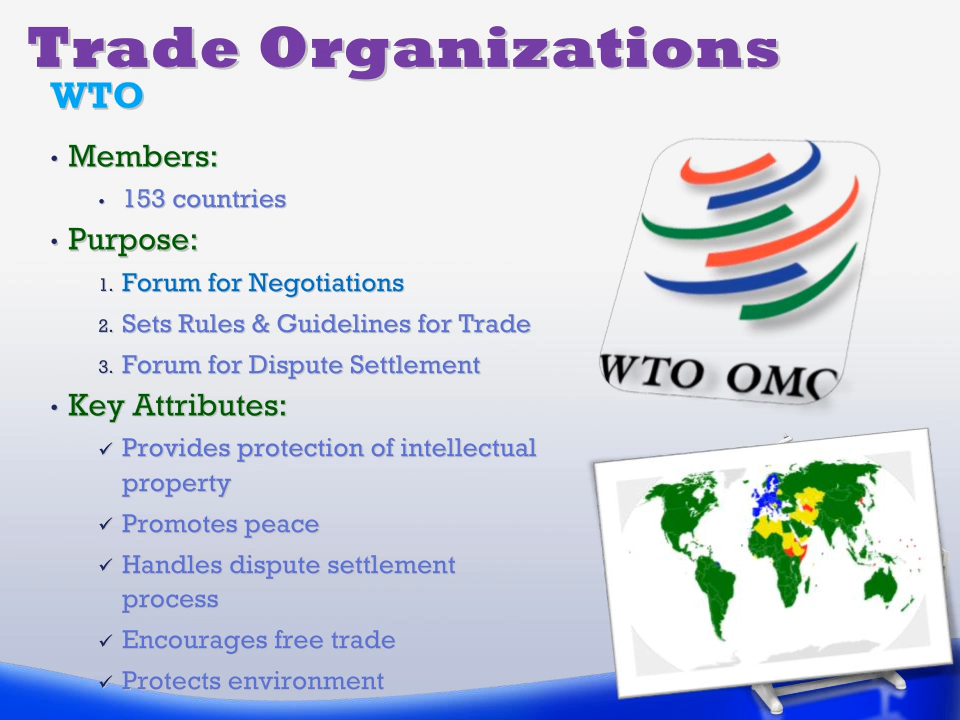 Trade Organizations
WTO
• Members:
• 153 countries
• Purpose:
1. Forum for Negotiations
2. Sets Rules & Guidelines for Trade
3. Forum for Dispute Settlement
• Key Attributes:
✓ Provides protection of intellectual
property
✓ Promotes peace
✓ Handles dispute settlement
process
✓ Encourages free trade
✓ Protects environment
WTO OMC